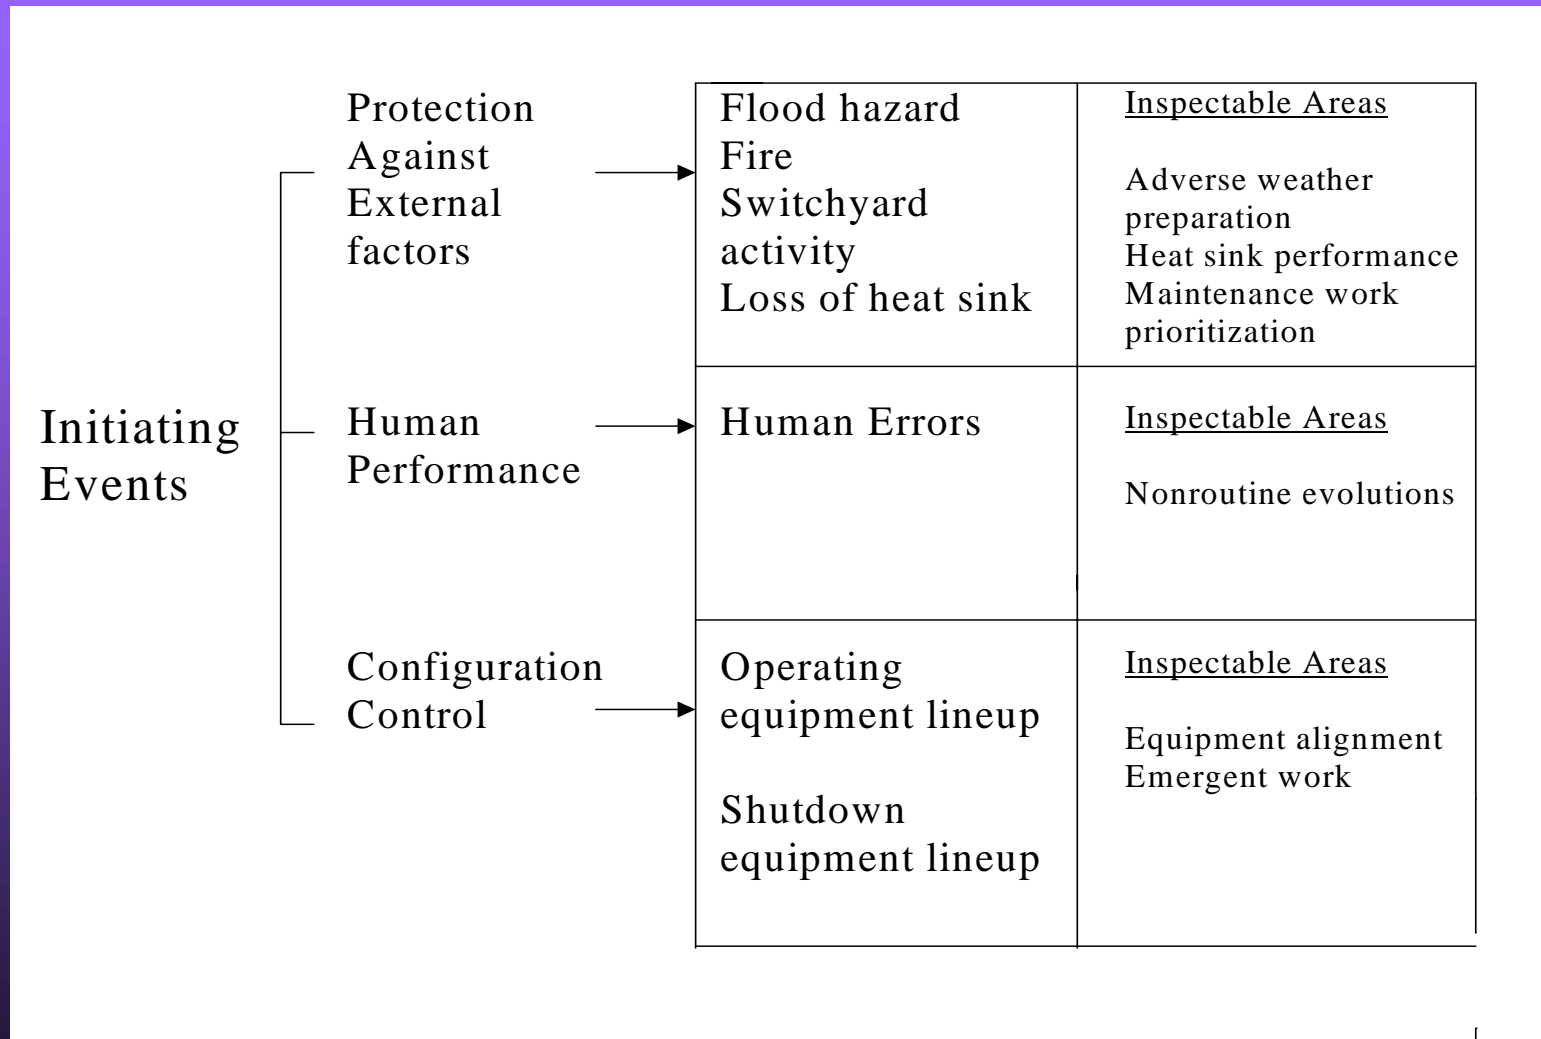 Initiating
Events
Protection
Against
External
factors
Flood hazard
Fire
Switchyard
activity
Loss of heat sink
Inspectable Areas
Adverse weather
preparation
Heat sink performance
Maintenance work
prioritization
Human
Performance
Human Errors
Inspectable Areas
Nonroutine evolutions
Configuration
Control
Operating
equipment lineup
Shutdown
equipment lineup
Inspectable Areas
Equipment alignment
Emergent work